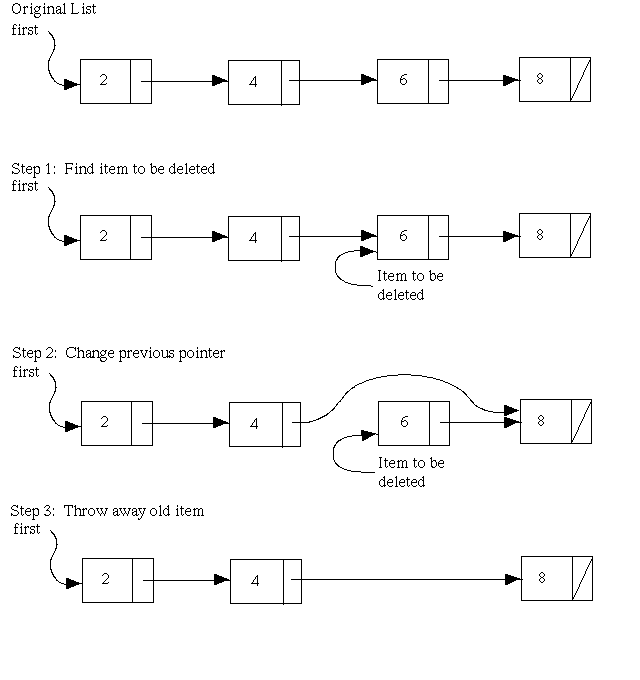 Original List
first
2 4 6 8
Step 1: Find item to be deleted
first
2 4 6 8
Item to be
deleted
Step 2: Change previous pointer
first
2 4 6 8
Item to be
deleted
Step 3: Throw away old item
first
2 4 8